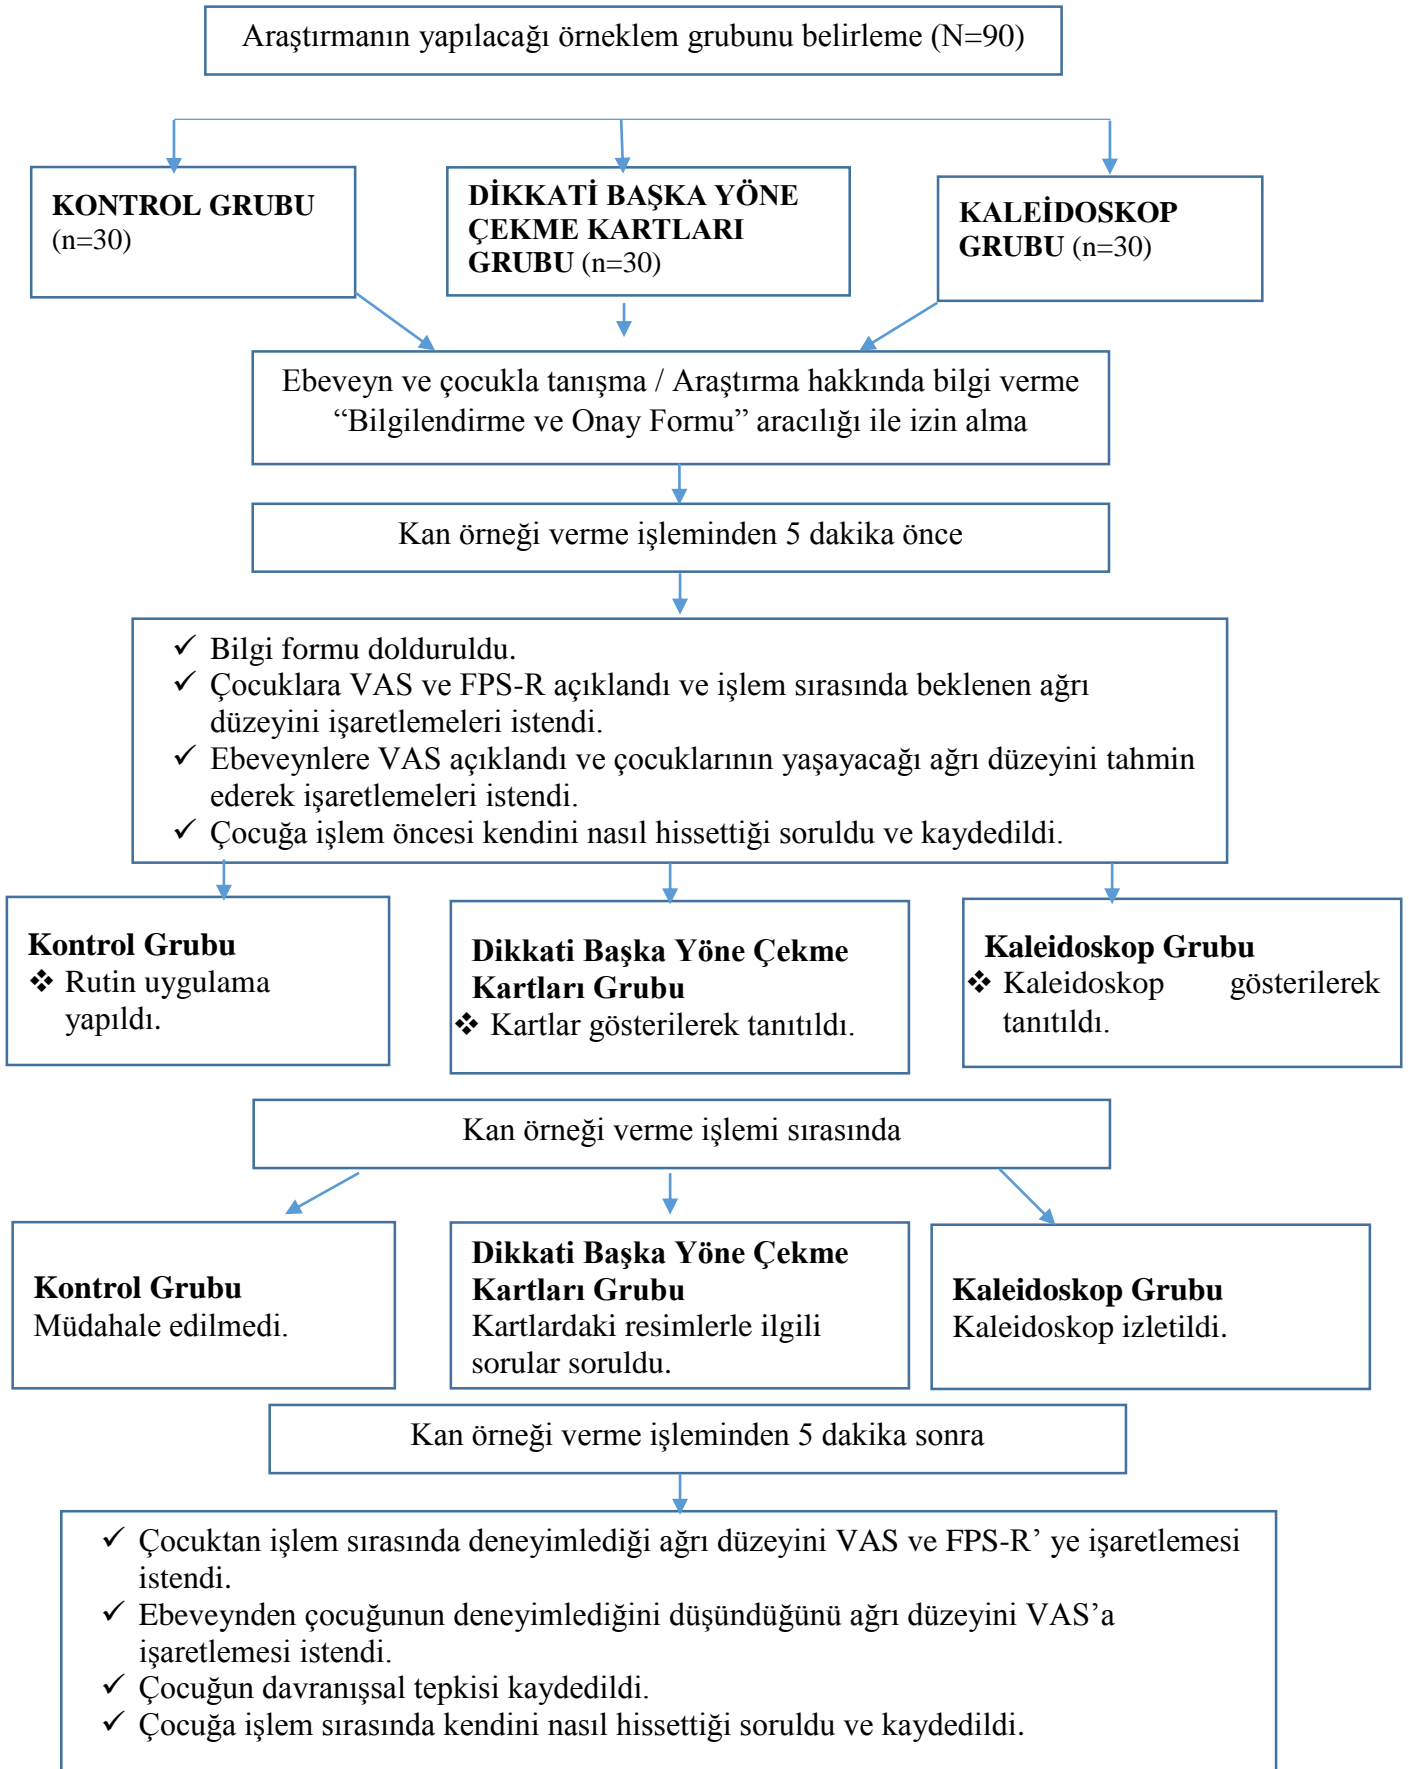 Araştırmanın yapılacağı örneklem grubunu belirleme (N=90)
KONTROL GRUBU
(n=30)
DİKKATİ BAŞKA YÖNE
ÇEKME KARTLARI
GRUBU (n=30)
KALEİDOSKOP
GRUBU (n=30)
Ebeveyn ve çocukla tanışma / Araştırma hakkında bilgi verme
“Bilgilendirme ve Onay Formu” aracılığı ile izin alma
Kan örneği verme işleminden 5 dakika önce
✓ Bilgi formu dolduruldu.
✓ Çocuklara VAS ve FPS-R açıklandı ve işlem sırasında beklenen ağrı
düzeyini işaretlemeleri istendi.
✓ Ebeveynlere VAS açıklandı ve çocuklarının yaşayacağı ağrı düzeyini tahmin
ederek işaretlemeleri istendi.
✓ Çocuğa işlem öncesi kendini nasıl hissettiği soruldu ve kaydedildi.
Kontrol Grubu
❖ Rutin uygulama
yapıldı.
Dikkati Başka Yöne Çekme
Kartları Grubu
❖ Kartlar gösterilerek tanıtıldı.
Kaleidoskop Grubu
❖ Kaleidoskop gösterilerek
tanıtıldı.
Kan örneği verme işlemi sırasında
Kontrol Grubu
Müdahale edilmedi.
Dikkati Başka Yöne Çekme
Kartları Grubu
Kartlardaki resimlerle ilgili
sorular soruldu.
Kaleidoskop Grubu
Kaleidoskop izletildi.
Kan örneği verme işleminden 5 dakika sonra
✓ Çocuktan işlem sırasında deneyimlediği ağrı düzeyini VAS ve FPS-R’ ye işaretlemesi
istendi.
✓ Ebeveynden çocuğunun deneyimlediğini düşündüğünü ağrı düzeyini VAS’a
işaretlemesi istendi.
✓ Çocuğun davranışsal tepkisi kaydedildi.
✓ Çocuğa işlem sırasında kendini nasıl hissettiği soruldu ve kaydedildi.